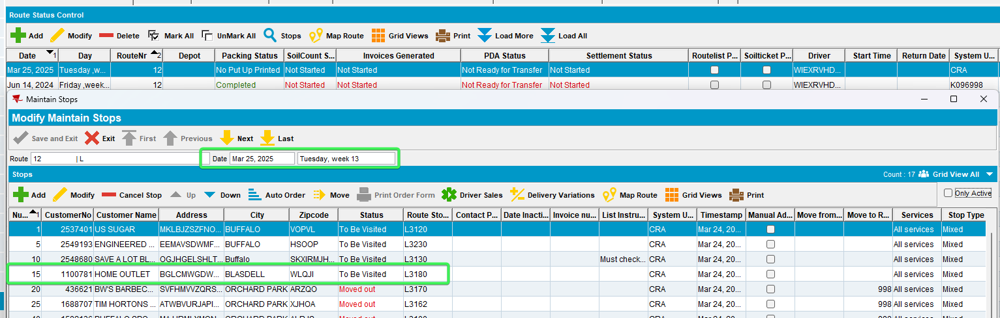 Route Status Control
Add Modify Delete Mark All UnMark All Stops Map Route Grid Views Print Load More Load All
Date 1 Day RouteNr 2 Depot Packing Status SoilCount S... Invoices Generated PDA Status Settlement Status Routelist P... Soilticket P... Driver Start Time Return Date System U...
Mar 25, 2025 Tuesday ,w... 12 No Put Up Printed Not Started Not Started Not Ready for Transfer Not Started WIEXRVHD... CRA
Jun 14, 2024 Friday ,week... 12 Completed Not Started Not Started Not Ready for Transfer Not Started WIEXRVHD... K096998
Maintain Stops
Modify Maintain Stops
Save and Exit Exit First Previous Next Last
Route 12 | L Date Mar 25, 2025 Tuesday, week 13
Stops Count : 17 Grid View All
Add Modify Cancel Stop Up Down Auto Order Move Print Order Form Driver Sales Delivery Variations Map Route Grid Views Print Only Active
Nu... 1 CustomerNo Customer Name Address City Zipcode Status Route Sto... Contact P... Date Inacti... Invoice nu... List Instru... System U... Timestamp Manual Ad... Move from... Move to R... Services Stop Type
1 2537401 US SUGAR MKLBJZSZFNO... BUFFALO VOPVL To Be Visited L3120 CRA Mar 24, 20... All services Mixed
5 2549193 ENGINEERED ... EEMAVSDWMF... BUFFALO HSOOP To Be Visited L3230 CRA Mar 24, 20... All services Mixed
10 2548680 SAVE A LOT BL... OGJHGELSHLT... Buffalo SKXIRMJH... To Be Visited L3130 Must check... CRA Mar 24, 20... All services Mixed
15 1100781 HOME OUTLET BGLCMWGDW... BLASDELL WLQJI To Be Visited L3180 CRA Mar 24, 20... All services Mixed
20 436621 BW'S BARBEC... SVFHMVVZQRS... ORCHARD PARK ARZQO Moved out L3170 CRA Mar 24, 20... 998 All services Mixed
25 1688707 TIM HORTONS ... ATWBVURJAPI... ORCHARD PARK XJHOA Moved out L3162 CRA Mar 24, 20... 998 All services Mixed